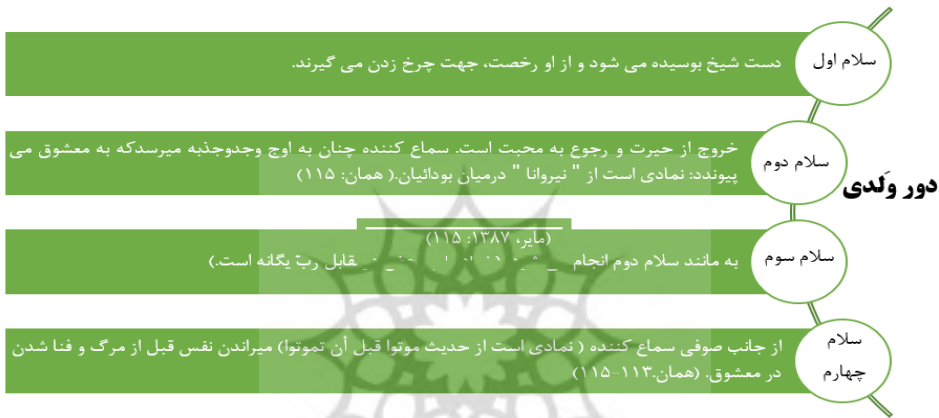 سلام اول
دست شیخ بوسیده می شود و از او رخصت، جهت چرخ زدن می گیرند.
سلام دوم
خروج از حیرت و رجوع به محبت است. سماع کننده چنان به اوج وجدوجذبه میرسدکه به معشوق می
پیوندد: نمادی است از " نیروانا " درمیان بودائیان.( همان: ۱۱۵)
دور وَلدی
(مایر، ۱۳۸۷: ۱۱۵)
سلام سوم
به مانند سلام دوم انجام ربّ یگانه است.)
سلام
چهارم
از جانب صوفی سماع کننده ( نمادی است از حدیث موتوا قبل أن تموتوا) میراندن نفس قبل از مرگ و فنا شدن
در معشوق. (همان.۱۱۳-۱۱۵)